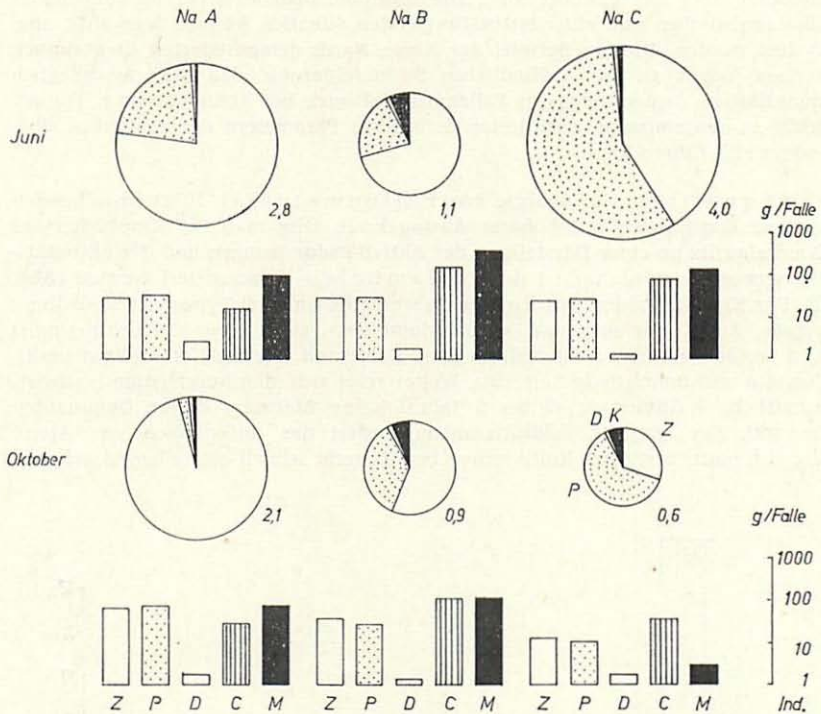 Na A Na B Na C
Juni
2,8 1,1 4,0 g/Falle
1000
100
10
1
Oktober
D K Z
P
2,1 0,9 0,6 g/Falle
1000
100
10
1
Z P D C M Z P D C M Z P D C M Ind.